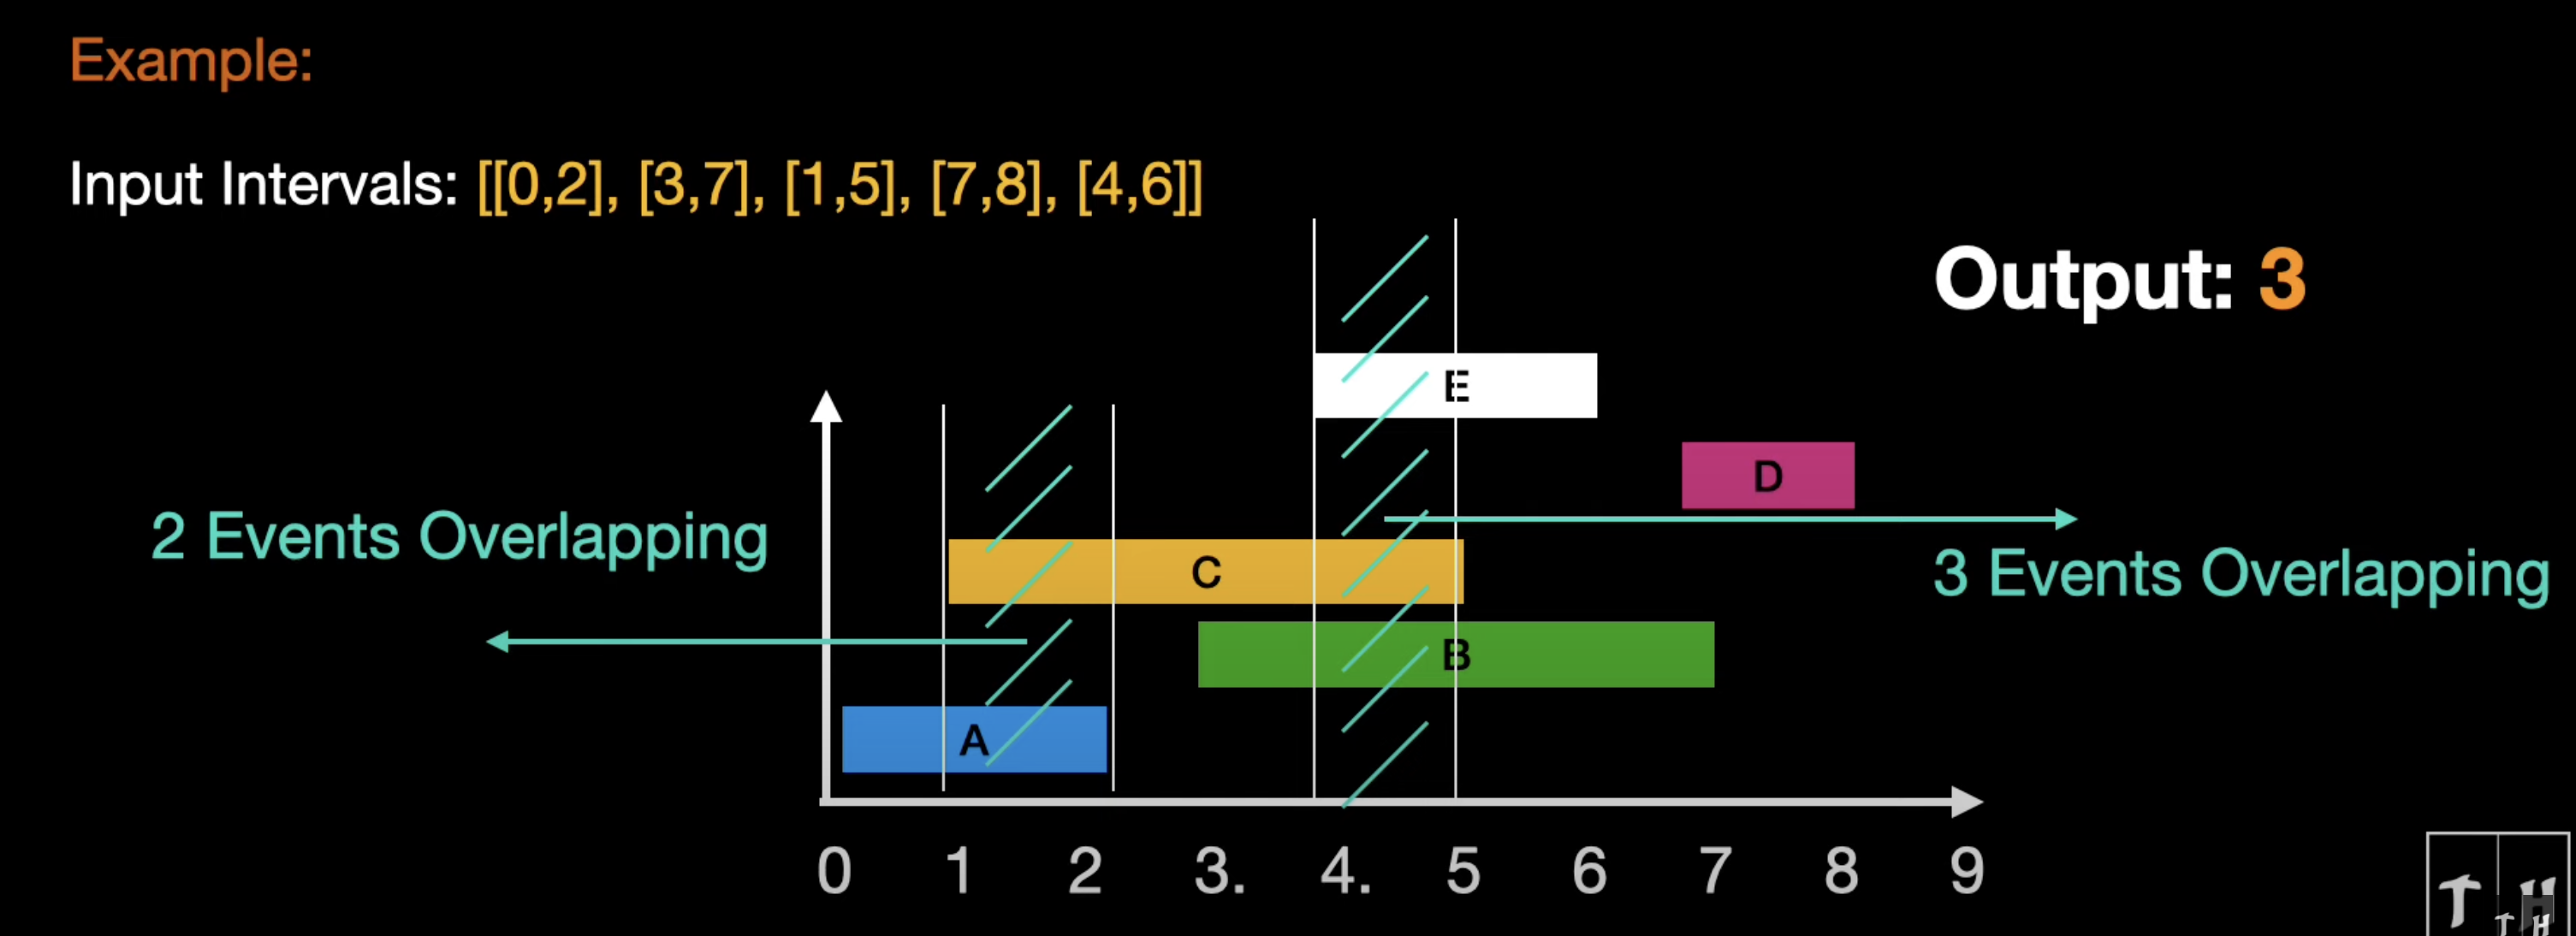 Example:
Input Intervals: [[0,2], [3,7], [1,5], [7,8], [4,6]]
Output: 3
E
D
2 Events Overlapping
C
3 Events Overlapping
B
A
0 1 2 3. 4. 5 6 7 8 9
T H
T H